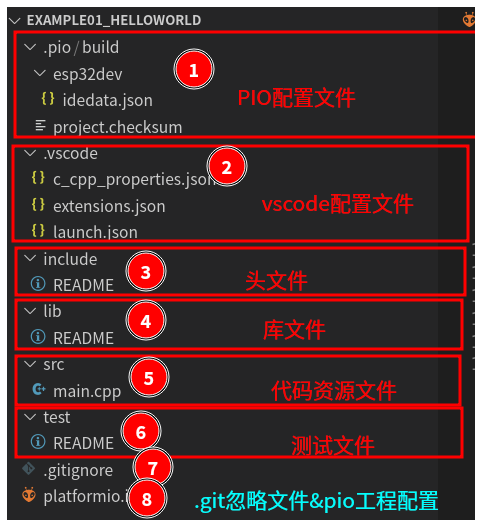 EXAMPLE01_HELLOWORLD
.pio / build
esp32dev
1
{} idedata.json
PIO配置文件
project.checksum
.vscode
2
{} c_cpp_properties.json
{} extensions.json
vscode配置文件
{} launch.json
include
README
3
头文件
lib
README
4
库文件
src
main.cpp
5
代码资源文件
test
README
6
测试文件
.gitignore
7
platformio.
8
.git忽略文件&pio工程配置